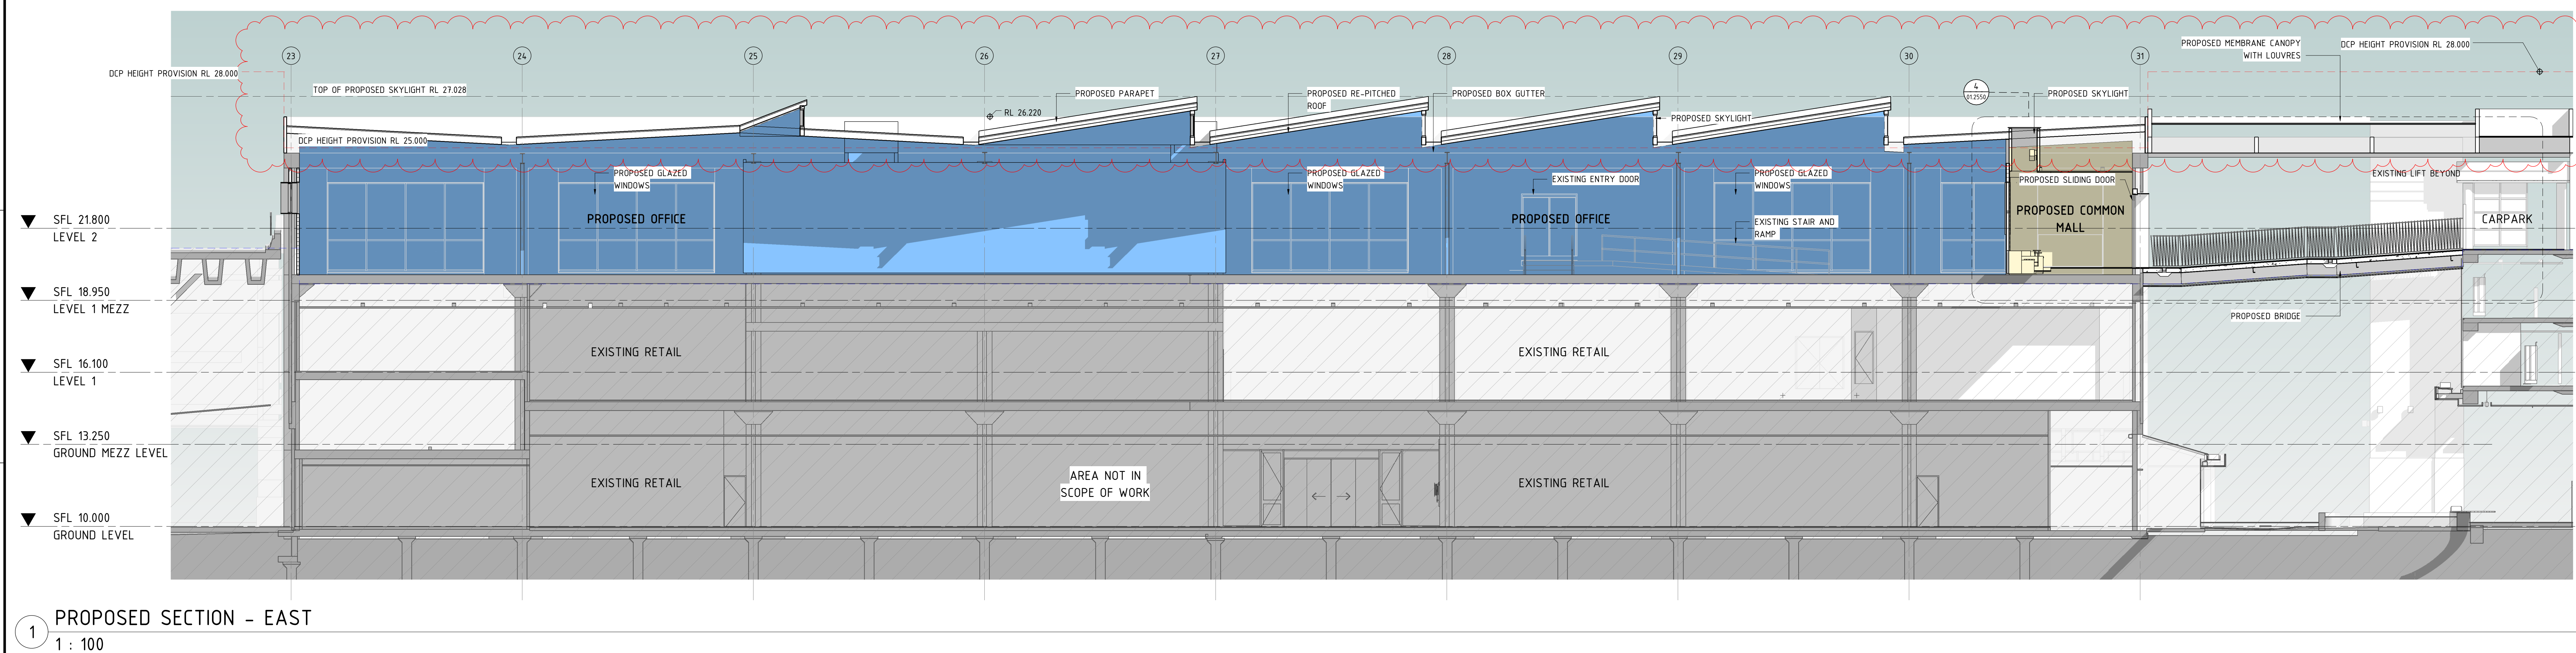 23
24
25
26
27
28
29
30
31
PROPOSED MEMBRANE CANOPY
WITH LOUVRES
DCP HEIGHT PROVISION RL 28.000
DCP HEIGHT PROVISION RL 28.000
TOP OF PROPOSED SKYLIGHT RL 27.028
PROPOSED PARAPET
PROPOSED RE-PITCHED
ROOF
PROPOSED BOX GUTTER
4
01.2550
PROPOSED SKYLIGHT
RL 26.220
PROPOSED SKYLIGHT
DCP HEIGHT PROVISION RL 25.000
PROPOSED GLAZED
WINDOWS
PROPOSED GLAZED
WINDOWS
EXISTING ENTRY DOOR
PROPOSED GLAZED
WINDOWS
PROPOSED SLIDING DOOR
EXISTING LIFT BEYOND
SFL 21.800
LEVEL 2
PROPOSED OFFICE
PROPOSED OFFICE
EXISTING STAIR AND
RAMP
PROPOSED COMMON
MALL
CARPARK
SFL 18.950
LEVEL 1 MEZZ
PROPOSED BRIDGE
SFL 16.100
LEVEL 1
EXISTING RETAIL
EXISTING RETAIL
SFL 13.250
GROUND MEZZ LEVEL
EXISTING RETAIL
AREA NOT IN
SCOPE OF WORK
EXISTING RETAIL
SFL 10.000
GROUND LEVEL
1
PROPOSED SECTION - EAST
1 : 100